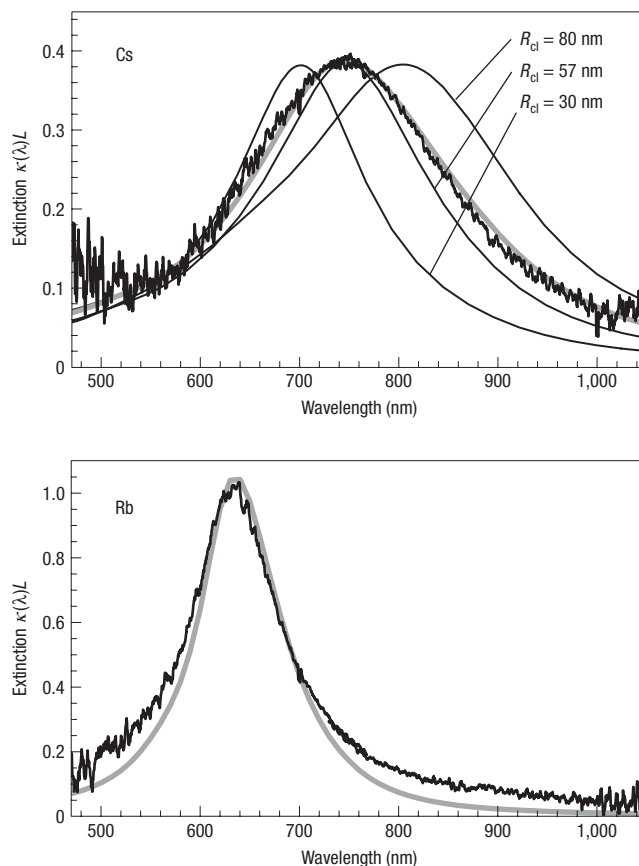 Cs
R_cl = 80 nm
R_cl = 57 nm
R_cl = 30 nm
Extinction κ(λ)L
0.4
0.3
0.2
0.1
0
500 600 700 800 900 1,000
Wavelength (nm)
Rb
Extinction κ(λ)L
1.0
0.8
0.6
0.4
0.2
0
500 600 700 800 900 1,000
Wavelength (nm)